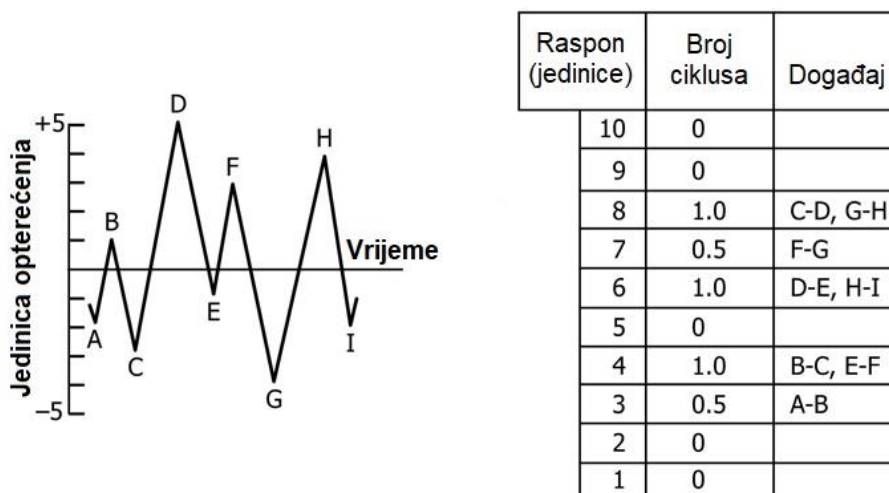 Jedinica opterećenja
+5
-5
A
B
C
D
E
F
G
H
I
Vrijeme
Raspon (jedinice) Broj ciklusa Događaj
10 0
9 0
8 1.0 C-D, G-H
7 0.5 F-G
6 1.0 D-E, H-I
5 0
4 1.0 B-C, E-F
3 0.5 A-B
2 0
1 0